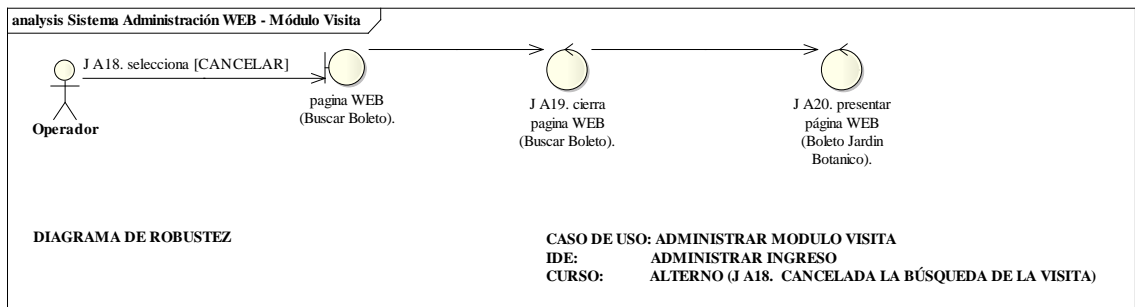 analysis Sistema Administración WEB - Módulo Visita
J A18. selecciona [CANCELAR]
Operador
pagina WEB
(Buscar Boleto).
J A19. cierra
pagina WEB
(Buscar Boleto).
J A20. presentar
página WEB
(Boleto Jardin
Botanico).
DIAGRAMA DE ROBUSTEZ
CASO DE USO: ADMINISTRAR MODULO VISITA
IDE: ADMINISTRAR INGRESO
CURSO: ALTERNO (J A18. CANCELADA LA BÚSQUEDA DE LA VISITA)